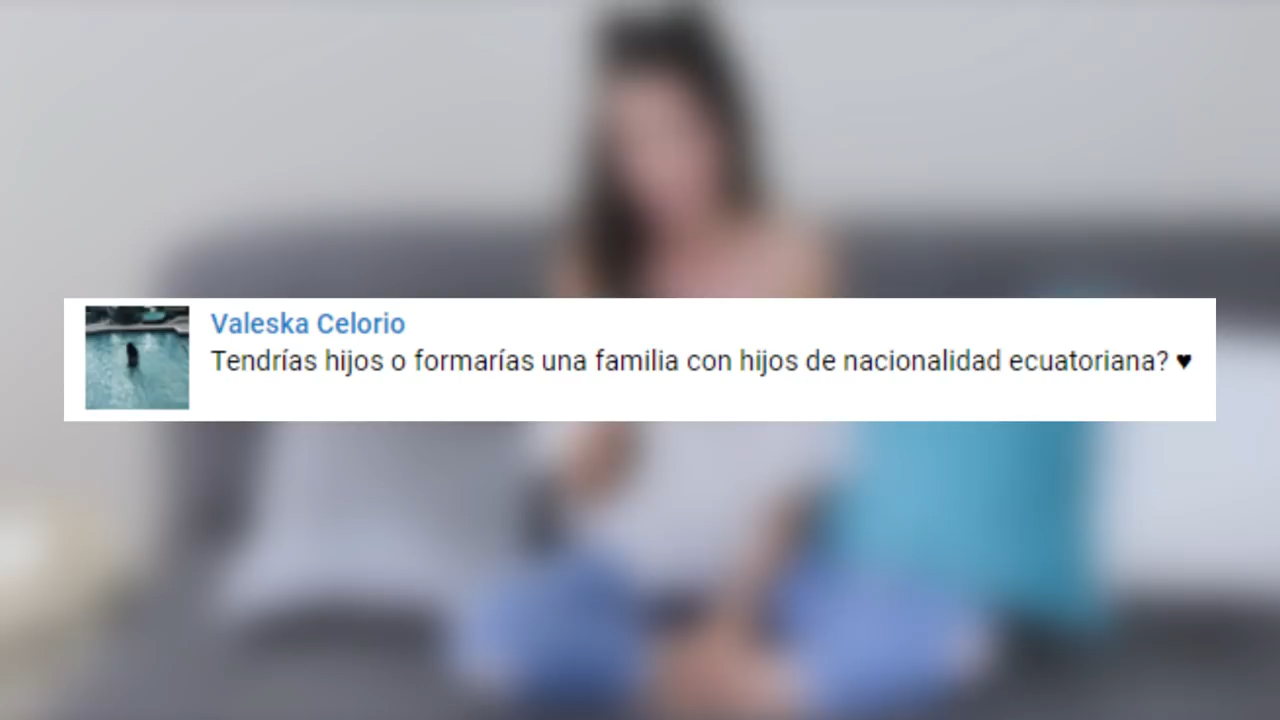 Valeska Celorio
Tendrías hijos o formarías una familia con hijos de nacionalidad ecuatoriana? ♥